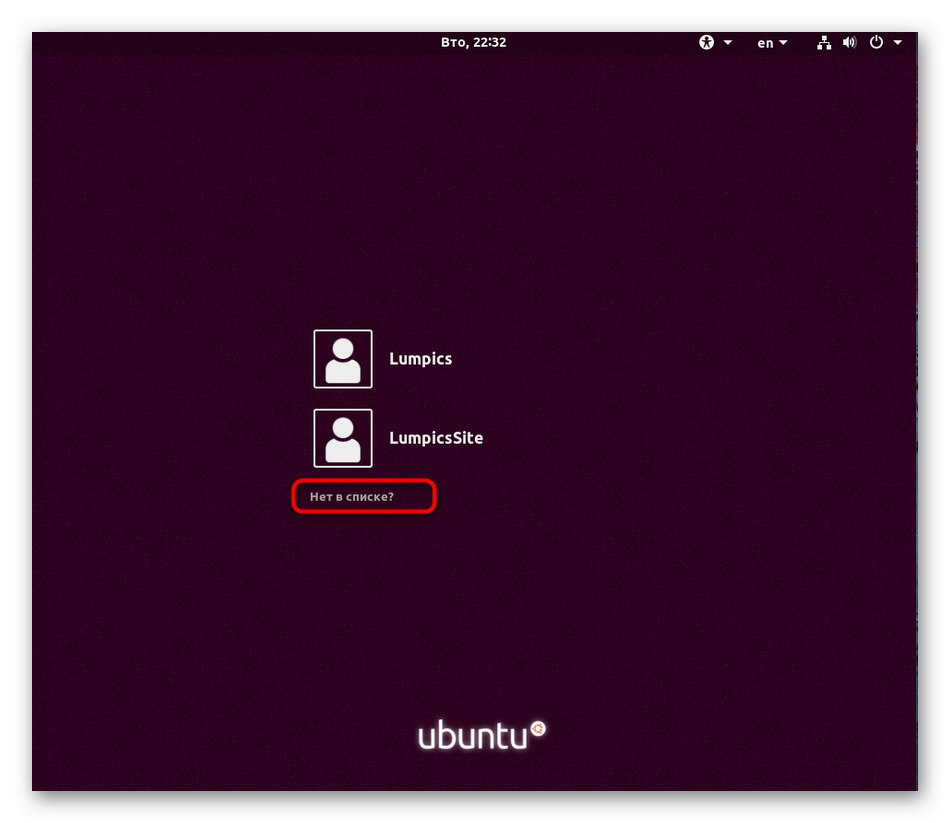 Вто, 22:32
en
Lumpics
LumpicsSite
Нет в списке?
ubuntu